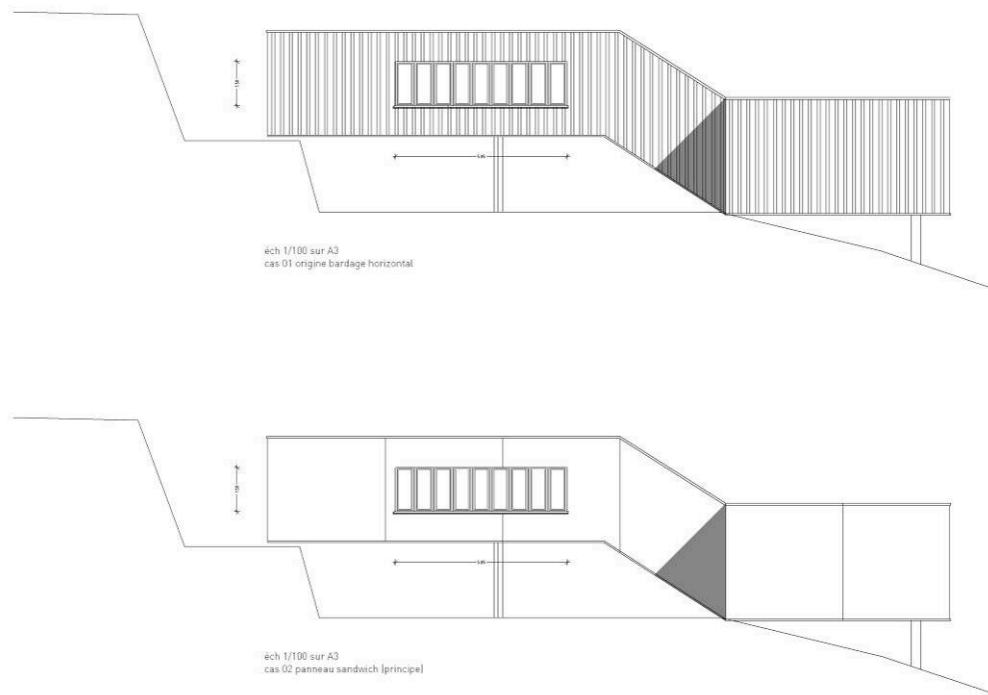 éch 1/100 sur A3
cas 01 origine bardage horizontal
éch 1/100 sur A3
cas 02 panneau sandwich (principe)